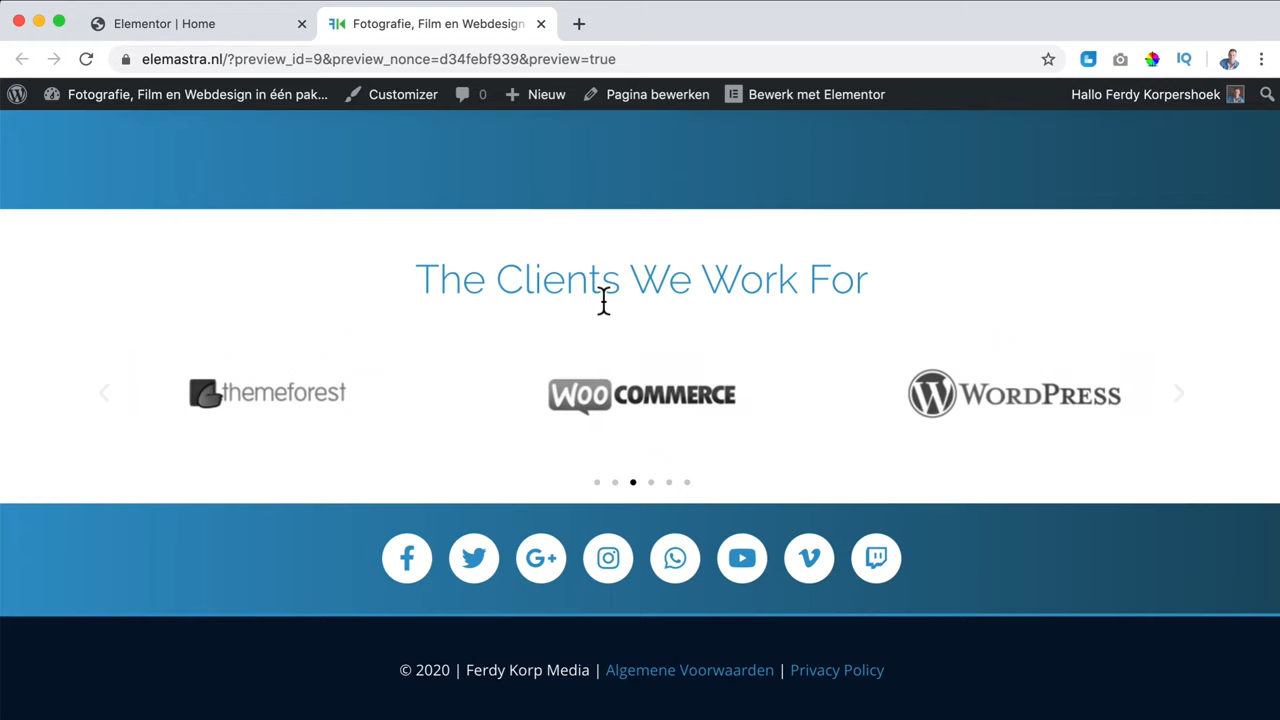 Elementor | Home
Fotografie, Film en Webdesign
elemastra.nl/?preview_id=9&preview_nonce=d34febf939&preview=true
Fotografie, Film en Webdesign in één pak... Customizer 0 Nieuw Pagina bewerken Bewerk met Elementor Hallo Ferdy Korpershoek
The Clients We Work For
themeforest
WOO COMMERCE
WORDPRESS
© 2020 | Ferdy Korp Media | Algemene Voorwaarden | Privacy Policy